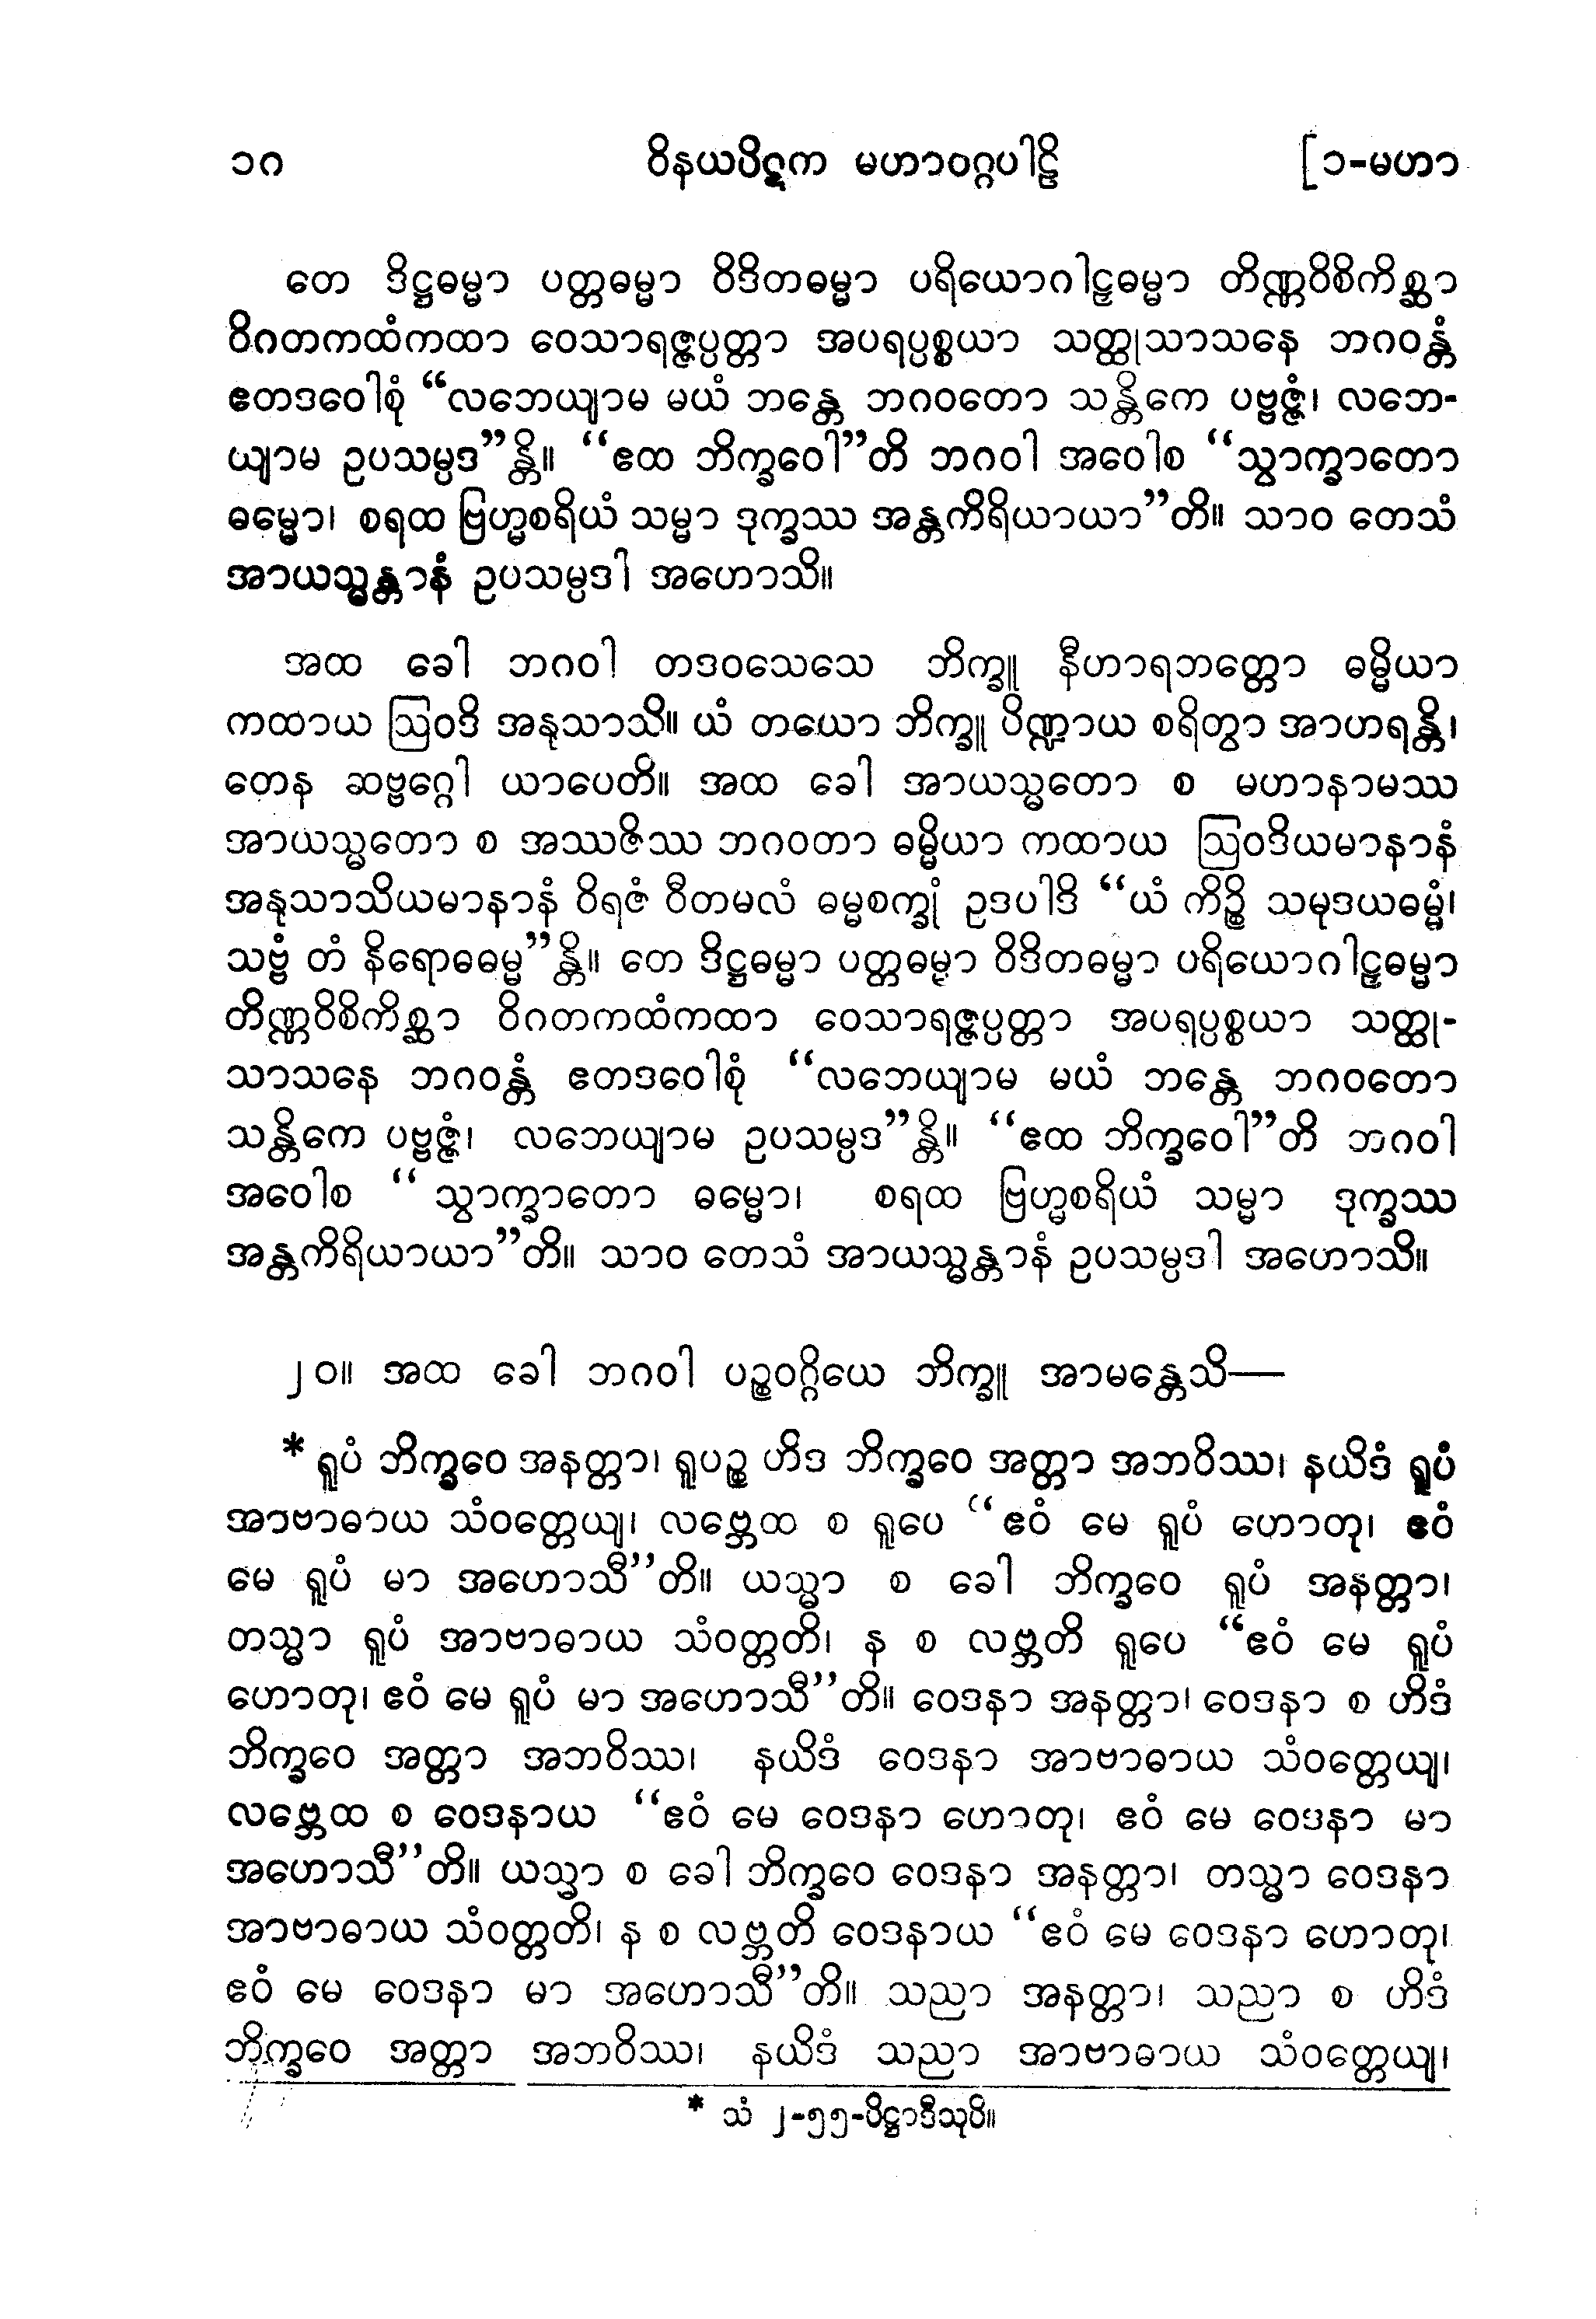 ၁ဂ ဝိနယပိဋက မဟာဝဂ္ဂပါဠိ [၁-မဟာ
တေ ဒိဋ္ဌဓမ္မာ ပတ္တဓမ္မာ ဝိဒိတဓမ္မာ ပရိယောဂါဠှဓမ္မာ တိဏ္ဏဝိစိကိစ္ဆာ
ဝိဂတကထံကထာ ဝေသာရဇ္ဇပ္ပတ္တာ အပရပ္ပစ္စယာ သတ္ထုသာသနေ ဘဂဝန္တံ
ဧတဒဝေါစုံ “လဘေယျာမ မယံ ဘန္တေ ဘဂဝတော သန္တိကေ ပဗ္ဗဇ္ဇံ၊ လဘေ-
ယျာမ ဥပသမ္ပဒ”န္တိ။ “ဧထ ဘိက္ခဝေါ”တိ ဘဂဝါ အဝေါစ “သွာက္ခာတော
ဓမ္မော၊ စရထ ဗြဟ္မစရိယံ သမ္မာ ဒုက္ခဿ အန္တကိရိယာယာ”တိ။ သာဝ တေသံ
အာယသ္မန္တာနံ ဥပသမ္ပဒါ အဟောသိ။
အထ ခေါ ဘဂဝါ တဒဝသေသေ ဘိက္ခူ နီဟာရဘတ္တော ဓမ္မိယာ
ကထာယ ဩဝဒိ အနုသာသိ။ ယံ တယော ဘိက္ခူ ပိဏ္ဍာယ စရိတွာ အာဟရန္တိ၊
တေန ဆဗ္ဗဂ္ဂေါ ယာပေတိ။ အထ ခေါ အာယသ္မတော စ မဟာနာမဿ
အာယသ္မတော စ အဿဇိဿ ဘဂဝတာ ဓမ္မိယာ ကထာယ ဩဝဒိယမာနာနံ
အနုသာသိယမာနာနံ ဝိရဇံ ဝီတမလံ ဓမ္မစက္ခုံ ဥဒပါဒိ “ယံ ကိဉ္စိ သမုဒယဓမ္မံ၊
သဗ္ဗံ တံ နိရောဓဓမ္မ”န္တိ။ တေ ဒိဋ္ဌဓမ္မာ ပတ္တဓမ္မာ ဝိဒိတဓမ္မာ ပရိယောဂါဠှဓမ္မာ
တိဏ္ဏဝိစိကိစ္ဆာ ဝိဂတကထံကထာ ဝေသာရဇ္ဇပ္ပတ္တာ အပရပ္ပစ္စယာ သတ္ထု-
သာသနေ ဘဂဝန္တံ ဧတဒဝေါစုံ “လဘေယျာမ မယံ ဘန္တေ ဘဂဝတော
သန္တိကေ ပဗ္ဗဇ္ဇံ၊ လဘေယျာမ ဥပသမ္ပဒ”န္တိ။ “ဧထ ဘိက္ခဝေါ”တိ ဘဂဝါ
အဝေါစ “ သွာက္ခာတော ဓမ္မော၊ စရထ ဗြဟ္မစရိယံ သမ္မာ ဒုက္ခဿ
အန္တကိရိယာယာ”တိ။ သာဝ တေသံ အာယသ္မန္တာနံ ဥပသမ္ပဒါ အဟောသိ။
၂၀။ အထ ခေါ ဘဂဝါ ပဉ္စဝဂ္ဂိယေ ဘိက္ခူ အာမန္တေသိ—
* ရူပံ ဘိက္ခဝေ အနတ္တာ၊ ရူပဉ္စ ဟိဒ ဘိက္ခဝေ အတ္တာ အဘဝိဿ၊ နယိဒံ ရူပံ
အာဗာဓာယ သံဝတ္တေယျ၊ လဗ္ဘေထ စ ရူပေ “ဧဝံ မေ ရူပံ ဟောတု၊ ဧဝံ
မေ ရူပံ မာ အဟောသီ”တိ။ ယသ္မာ စ ခေါ ဘိက္ခဝေ ရူပံ အနတ္တာ၊
တသ္မာ ရူပံ အာဗာဓာယ သံဝတ္တတိ၊ န စ လဗ္ဘတိ ရူပေ “ဧဝံ မေ ရူပံ
ဟောတု၊ ဧဝံ မေ ရူပံ မာ အဟောသီ”တိ။ ဝေဒနာ အနတ္တာ၊ ဝေဒနာ စ ဟိဒံ
ဘိက္ခဝေ အတ္တာ အဘဝိဿ၊ နယိဒံ ဝေဒနာ အာဗာဓာယ သံဝတ္တေယျ၊
လဗ္ဘေထ စ ဝေဒနာယ “ဧဝံ မေ ဝေဒနာ ဟောတု၊ ဧဝံ မေ ဝေဒနာ မာ
အဟောသီ”တိ။ ယသ္မာ စ ခေါ ဘိက္ခဝေ ဝေဒနာ အနတ္တာ၊ တသ္မာ ဝေဒနာ
အာဗာဓာယ သံဝတ္တတိ၊ န စ လဗ္ဘတိ ဝေဒနာယ “ဧဝံ မေ ဝေဒနာ ဟောတု၊
ဧဝံ မေ ဝေဒနာ မာ အဟောသီ”တိ။ သညာ အနတ္တာ၊ သညာ စ ဟိဒံ
ဘိက္ခဝေ အတ္တာ အဘဝိဿ၊ နယိဒံ သညာ အာဗာဓာယ သံဝတ္တေယျ၊
* သံ ၂-၅၅-ပိဋ္ဌာဒီသုပိ။